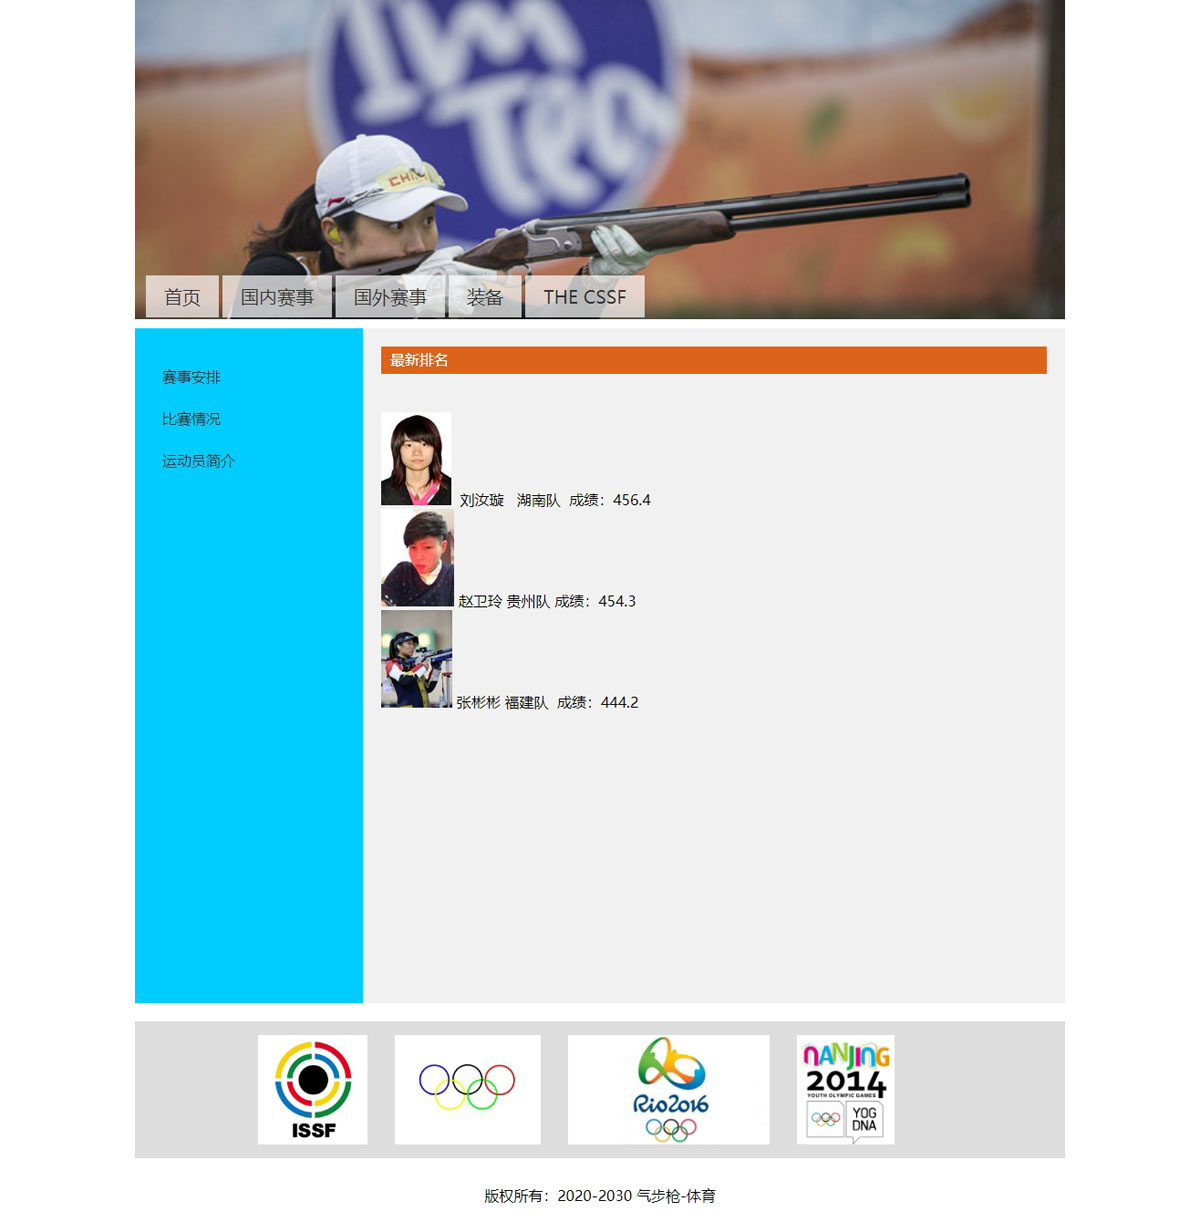 I'm
Tea
CHINA
首页
国内赛事
国外赛事
装备
THE CSSF
赛事安排
比赛情况
运动员简介
最新排名
刘汝璇 湖南队 成绩：456.4
赵卫玲 贵州队 成绩：454.3
张彬彬 福建队 成绩：444.2
ISSF
Rio2016
NANJING
2014
YOUTH OLYMPIC GAMES
YOG
DNA
版权所有：2020-2030 气步枪-体育